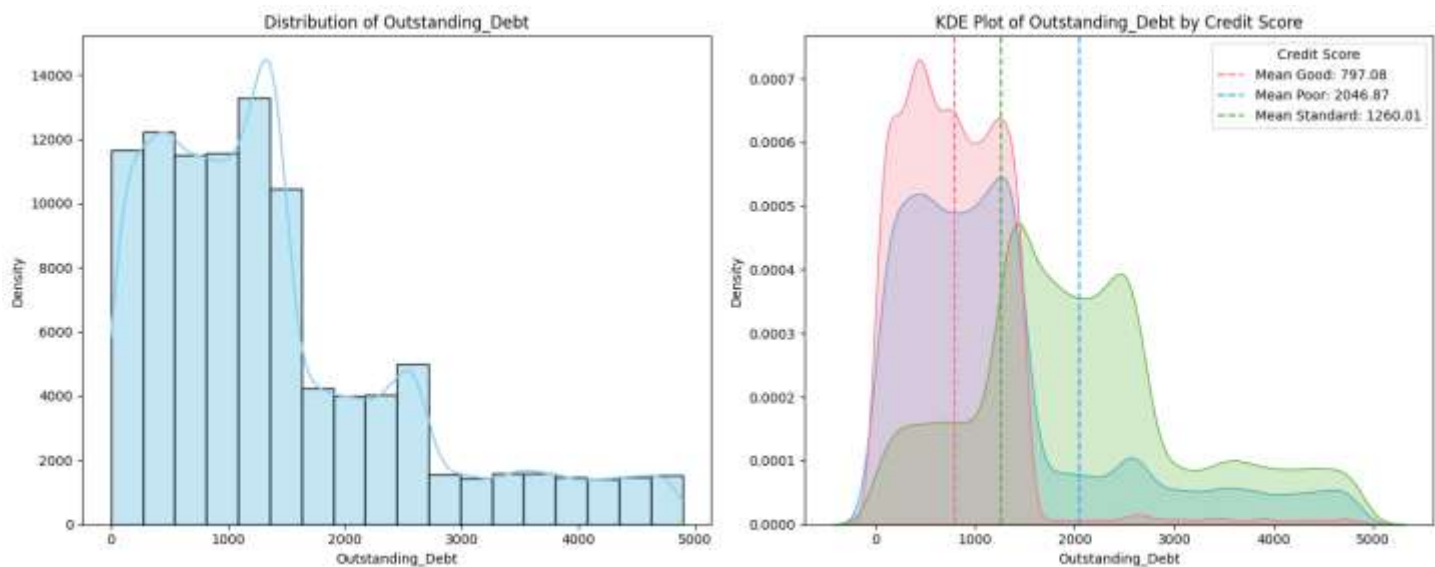 Distribution of Outstanding_Debt
14000
12000
10000
8000
6000
4000
2000
0
Density
0 1000 2000 3000 4000 5000
Outstanding_Debt
KDE Plot of Outstanding_Debt by Credit Score
Credit Score
Mean Good: 797.08
Mean Poor: 2046.87
Mean Standard: 1260.01
0.0007
0.0006
0.0005
0.0004
0.0003
0.0002
0.0001
0.0000
Density
0 1000 2000 3000 4000 5000
Outstanding_Debt